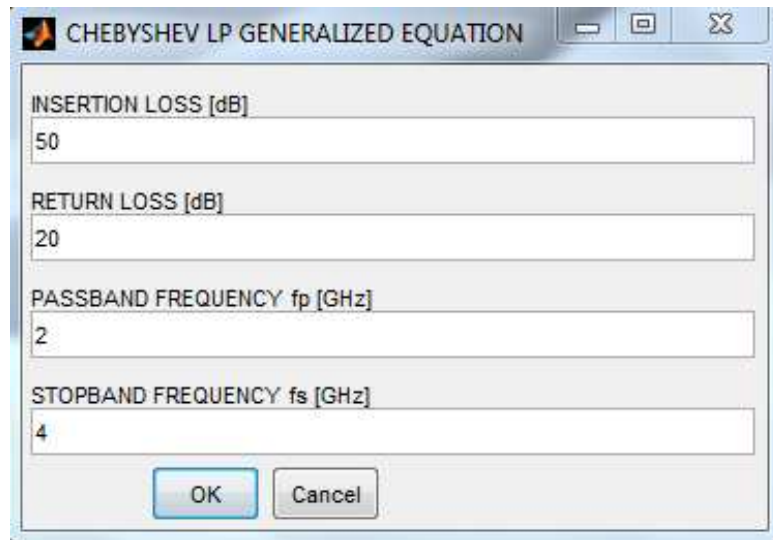 CHEBYSHEV LP GENERALIZED EQUATION
INSERTION LOSS [dB]
50
RETURN LOSS [dB]
20
PASSBAND FREQUENCY fp [GHz]
2
STOPBAND FREQUENCY fs [GHz]
4
OK Cancel